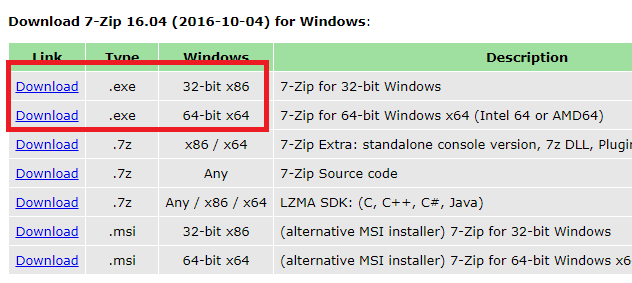 Download 7-Zip 16.04 (2016-10-04) for Windows:
Link Type Windows Description
Download .exe 32-bit x86 7-Zip for 32-bit Windows
Download .exe 64-bit x64 7-Zip for 64-bit Windows x64 (Intel 64 or AMD64)
Download .7z x86 / x64 7-Zip Extra: standalone console version, 7z DLL, Plugin
Download .7z Any 7-Zip Source code
Download .7z Any / x86 / x64 LZMA SDK: (C, C++, C#, Java)
Download .msi 32-bit x86 (alternative MSI installer) 7-Zip for 32-bit Windows
Download .msi 64-bit x64 (alternative MSI installer) 7-Zip for 64-bit Windows x6